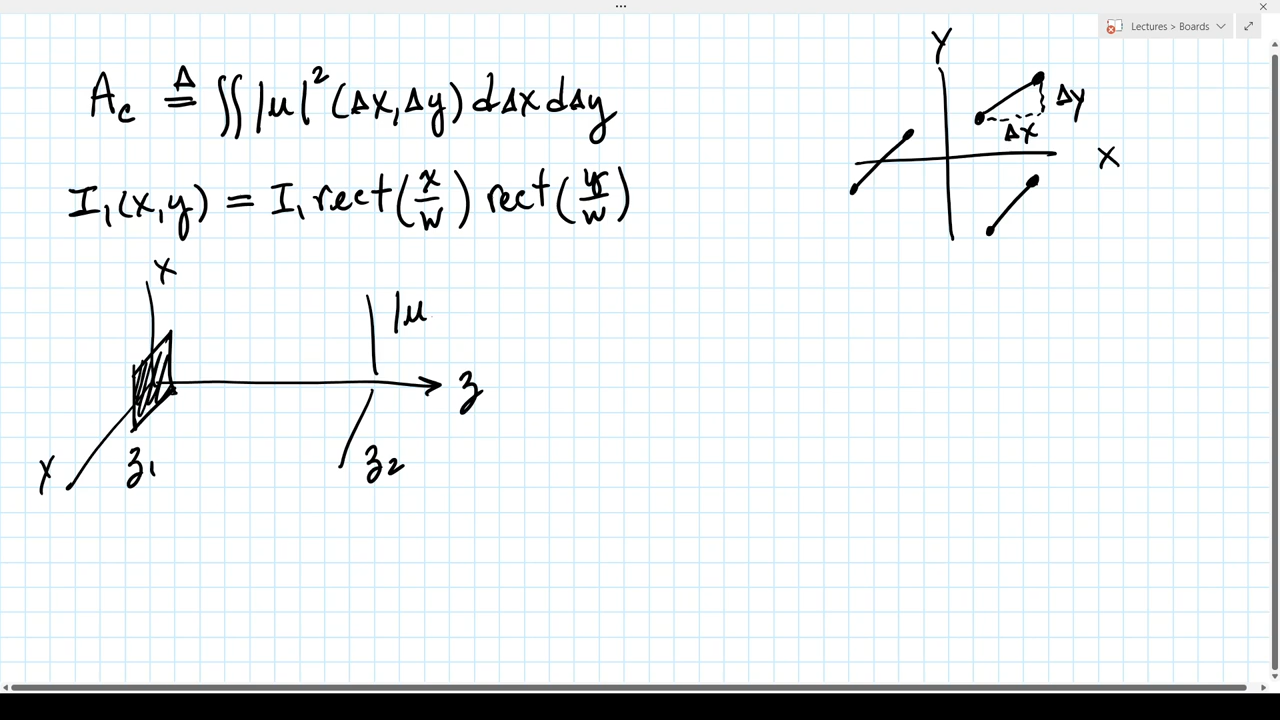 Lectures > Boards
A_c ≜ ∬ |μ|² (Δx, Δy) dΔx dΔy
I₁(x,y) = I₁ rect(x/w) rect(y/w)
Y
Δy
Δx
X
X
|μ
z
X
z₁
z₂